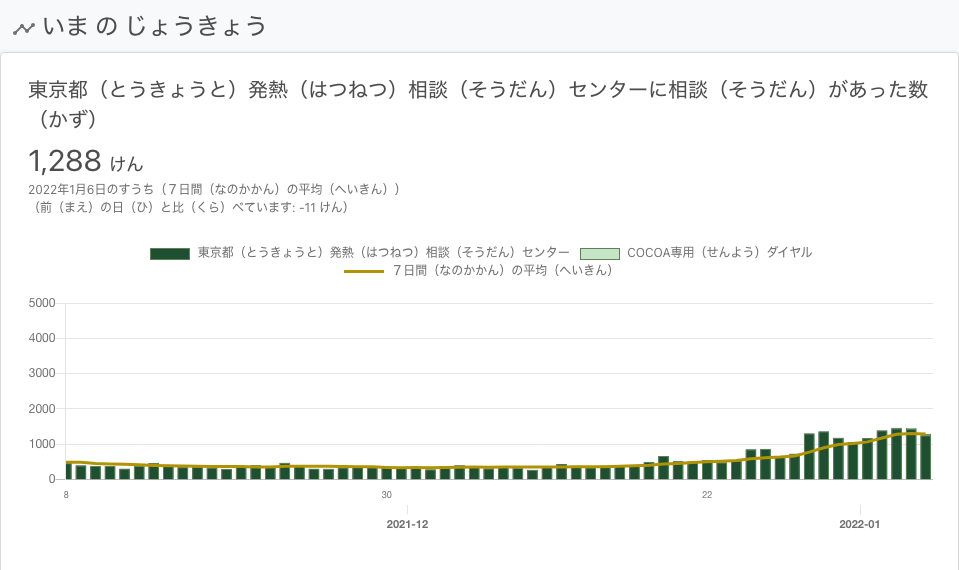 いま の じょうきょう
東京都（とうきょうと）発熱（はつねつ）相談（そうだん）センターに相談（そうだん）があった数
（かず）
1,288 けん
2022年1月6日のすうち（７日間（なのかかん）の平均（へいきん））
（前（まえ）の日（ひ）と比（くら）べています: -11 けん）
東京都（とうきょうと）発熱（はつねつ）相談（そうだん）センター COCOA専用（せんよう）ダイヤル
７日間（なのかかん）の平均（へいきん）
5000
4000
3000
2000
1000
0
8 30 22
2021-12 2022-01